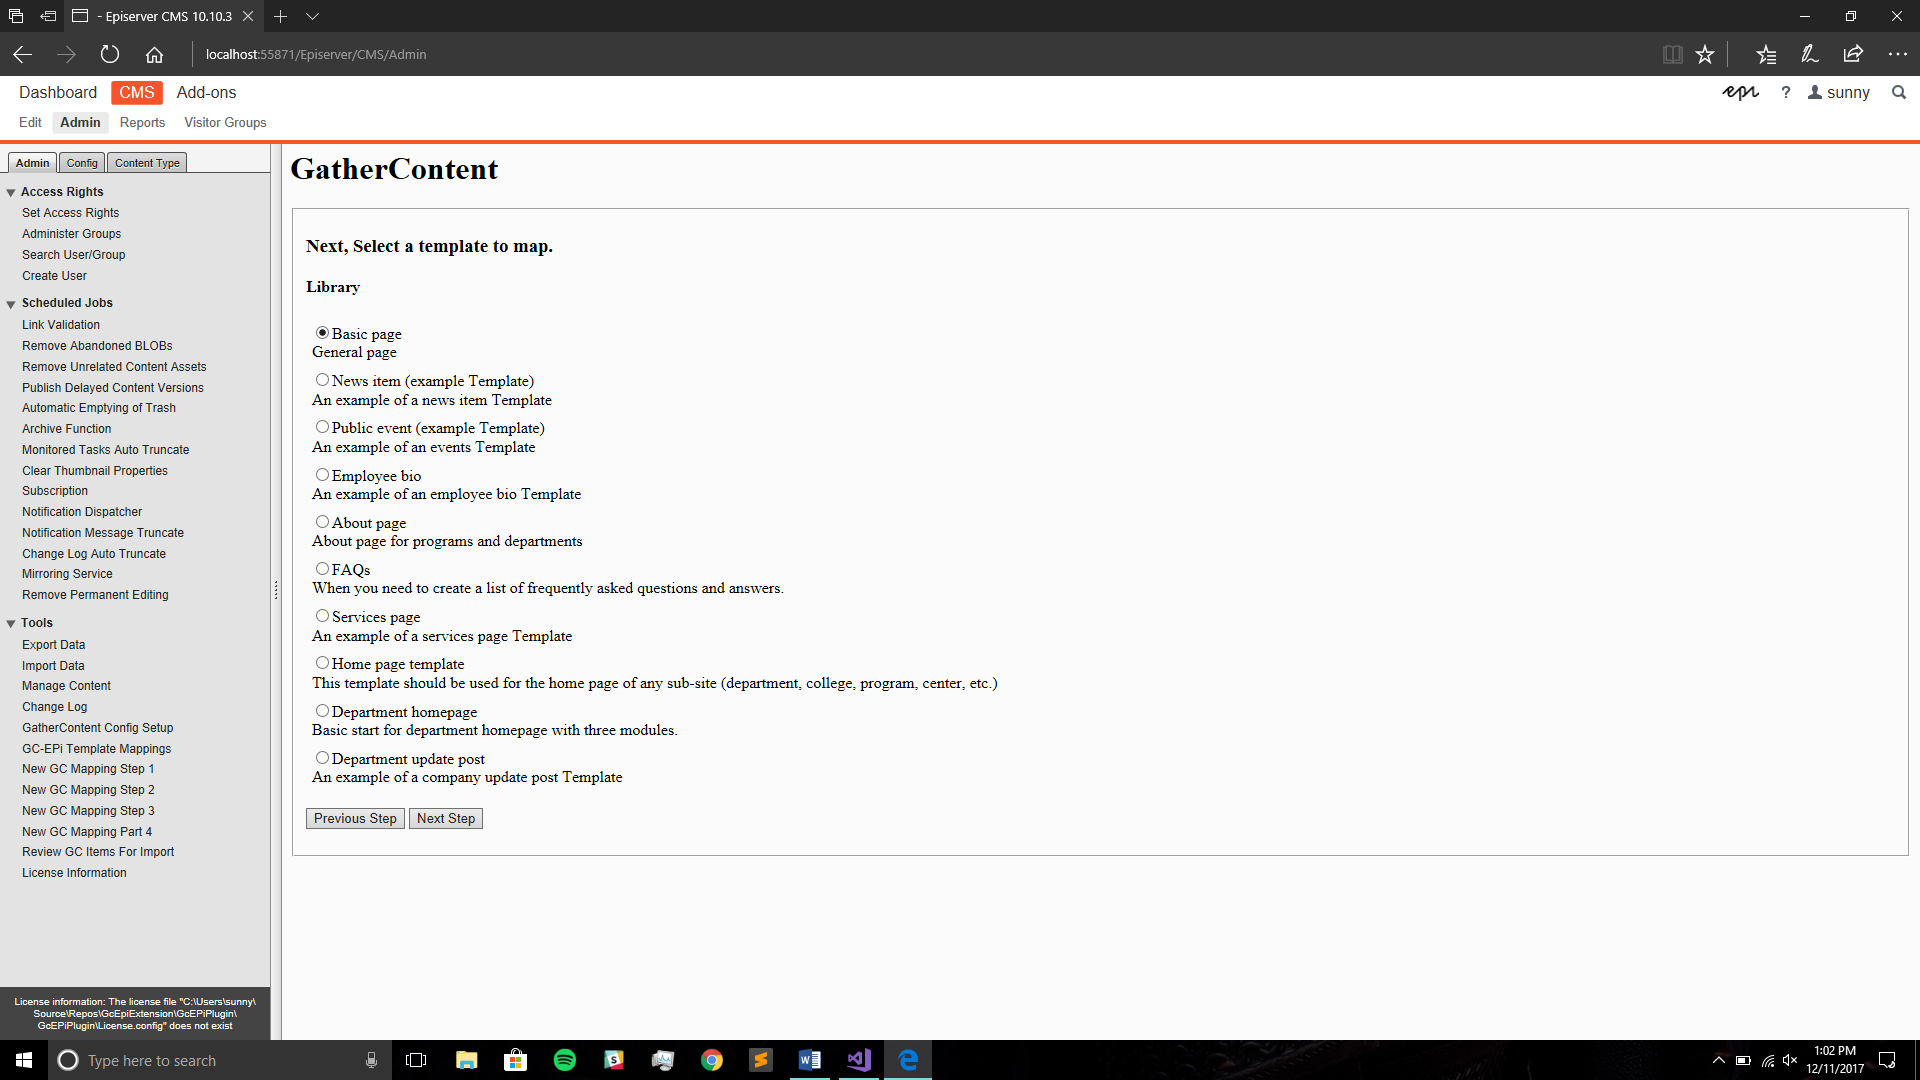 - Episerver CMS 10.10.3
localhost:55871/Episerver/CMS/Admin
Dashboard CMS Add-ons
epi ? sunny
Edit Admin Reports Visitor Groups
Admin Config Content Type
Access Rights
Set Access Rights
Administer Groups
Search User/Group
Create User
Scheduled Jobs
Link Validation
Remove Abandoned BLOBs
Remove Unrelated Content Assets
Publish Delayed Content Versions
Automatic Emptying of Trash
Archive Function
Monitored Tasks Auto Truncate
Clear Thumbnail Properties
Subscription
Notification Dispatcher
Notification Message Truncate
Change Log Auto Truncate
Mirroring Service
Remove Permanent Editing
Tools
Export Data
Import Data
Manage Content
Change Log
GatherContent Config Setup
GC-EPi Template Mappings
New GC Mapping Step 1
New GC Mapping Step 2
New GC Mapping Step 3
New GC Mapping Part 4
Review GC Items For Import
License Information
License information: The license file "C:\Users\sunny\
Source\Repos\GcEpiExtension\GcEPiPlugin\
GcEPiPlugin\License.config" does not exist
GatherContent
Next, Select a template to map.
Library
Basic page
General page
News item (example Template)
An example of a news item Template
Public event (example Template)
An example of an events Template
Employee bio
An example of an employee bio Template
About page
About page for programs and departments
FAQs
When you need to create a list of frequently asked questions and answers.
Services page
An example of a services page Template
Home page template
This template should be used for the home page of any sub-site (department, college, program, center, etc.)
Department homepage
Basic start for department homepage with three modules.
Department update post
An example of a company update post Template
Previous Step Next Step
Type here to search
1:02 PM
12/11/2017